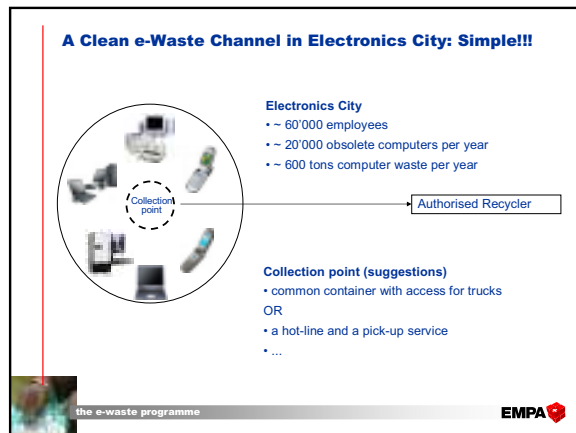 A Clean e-Waste Channel in Electronics City: Simple!!!
Electronics City
• ~ 60'000 employees
• ~ 20'000 obsolete computers per year
• ~ 600 tons computer waste per year
Collection
point
Authorised Recycler
Collection point (suggestions)
• common container with access for trucks
OR
• a hot-line and a pick-up service
• ...
the e-waste programme
EMPA